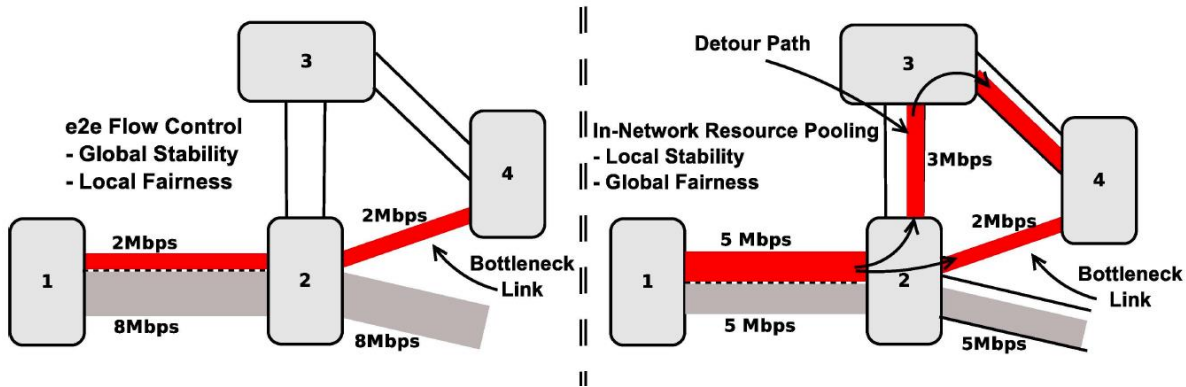 3
e2e Flow Control
- Global Stability
- Local Fairness
4
2Mbps
2Mbps
1
2
Bottleneck
Link
8Mbps
8Mbps
Detour Path
3
In-Network Resource Pooling
- Local Stability
- Global Fairness
3Mbps
4
2Mbps
5 Mbps
1
2
Bottleneck
Link
5 Mbps
5Mbps